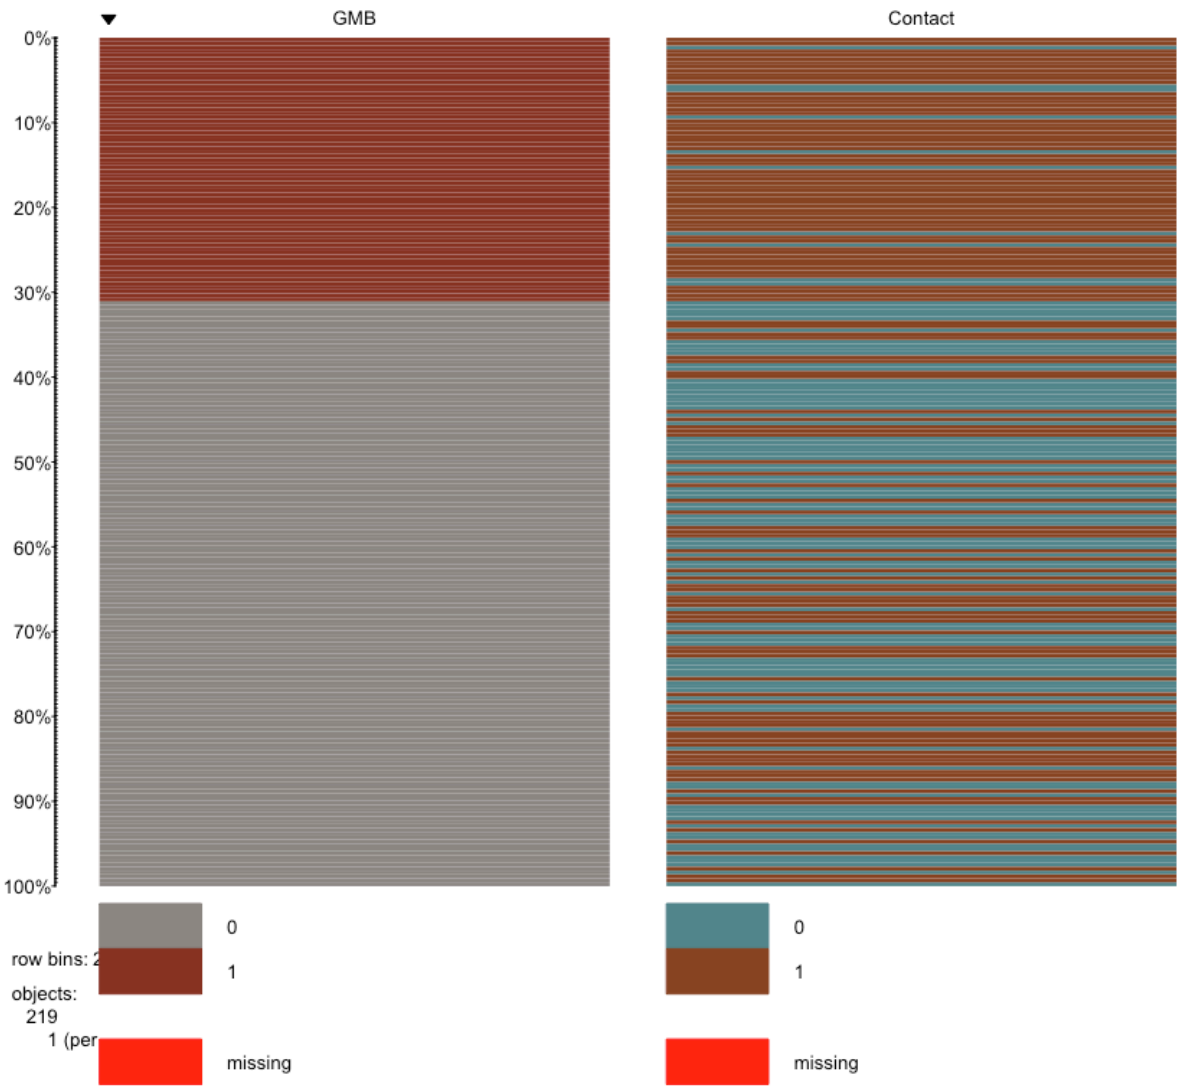 GMB Contact
0%
10%
20%
30%
40%
50%
60%
70%
80%
90%
100%
0 0
row bins: 2
1 1
objects:
219
1 (per
missing missing